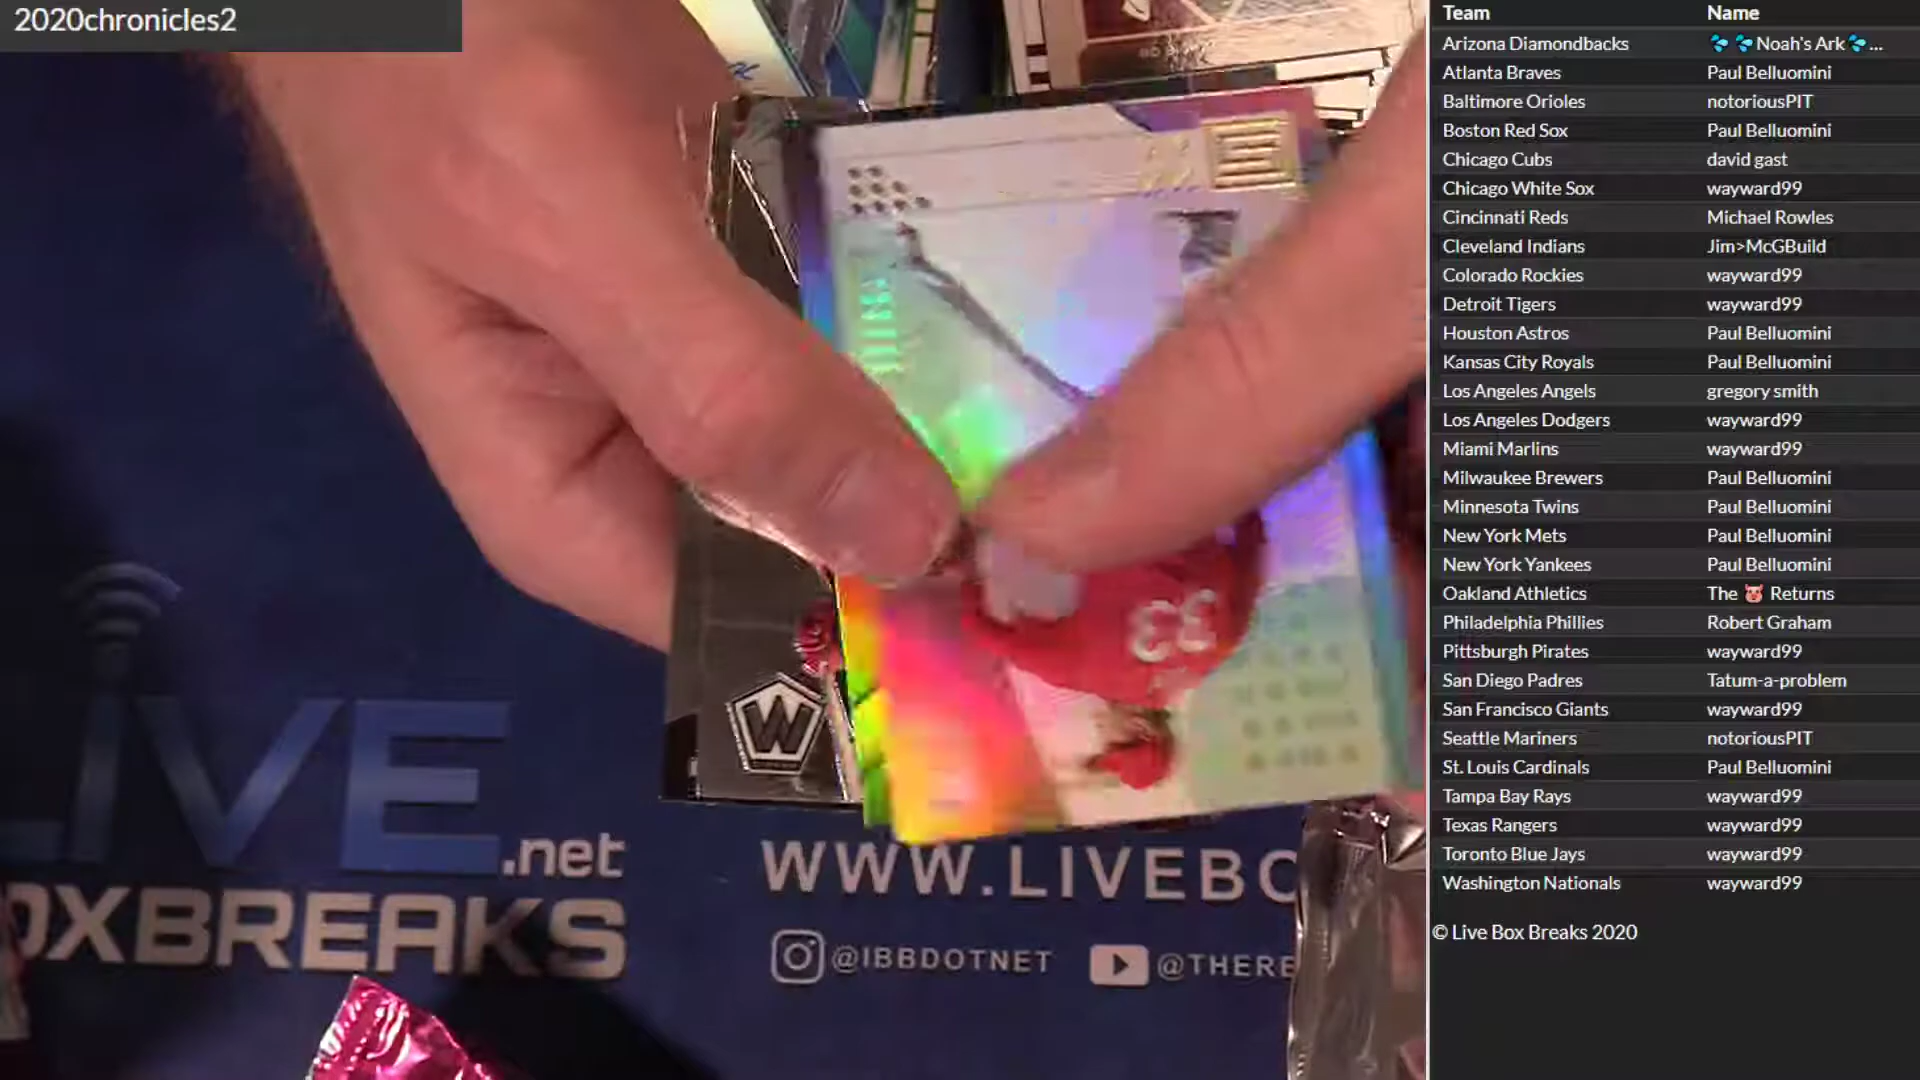 2020chronicles2
Team Name
Arizona Diamondbacks 💦 💦Noah's Ark💦...
Atlanta Braves Paul Belluomini
Baltimore Orioles notoriousPIT
Boston Red Sox Paul Belluomini
Chicago Cubs david gast
Chicago White Sox wayward99
Cincinnati Reds Michael Rowles
Cleveland Indians Jim>McGBuild
Colorado Rockies wayward99
Detroit Tigers wayward99
Houston Astros Paul Belluomini
Kansas City Royals Paul Belluomini
Los Angeles Angels gregory smith
Los Angeles Dodgers wayward99
Miami Marlins wayward99
Milwaukee Brewers Paul Belluomini
Minnesota Twins Paul Belluomini
New York Mets Paul Belluomini
New York Yankees Paul Belluomini
Oakland Athletics The 🐷 Returns
Philadelphia Phillies Robert Graham
Pittsburgh Pirates wayward99
San Diego Padres Tatum-a-problem
San Francisco Giants wayward99
Seattle Mariners notoriousPIT
St. Louis Cardinals Paul Belluomini
Tampa Bay Rays wayward99
Texas Rangers wayward99
Toronto Blue Jays wayward99
Washington Nationals wayward99
© Live Box Breaks 2020
33
W
LIVE
.net
OXBREAKS
WWW.LIVEBO
@IBBDOTNET
@THERE